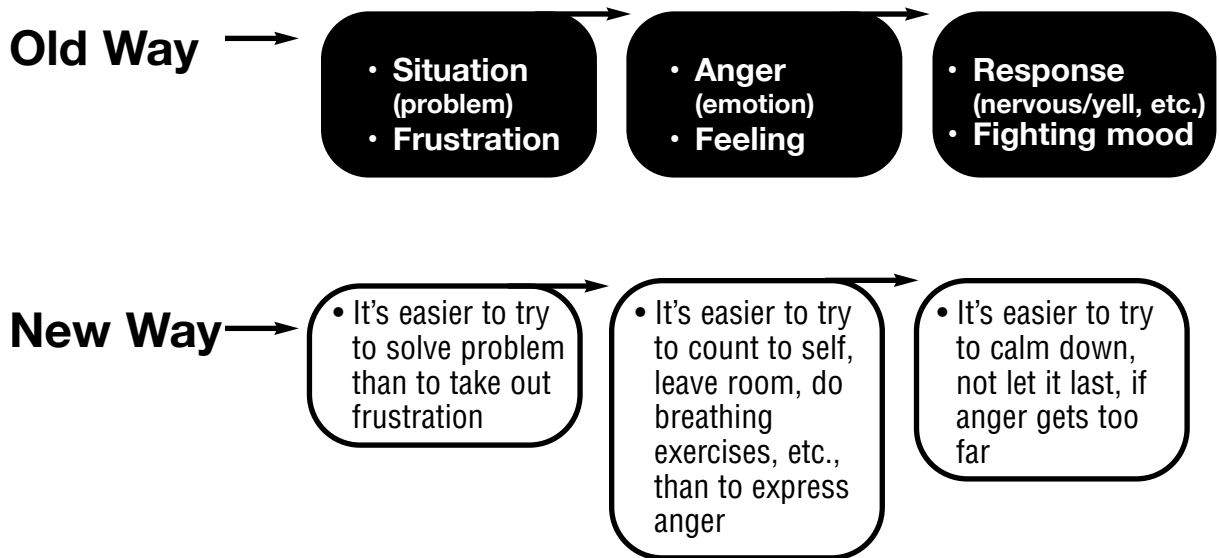 Old Way
• Situation
(problem)
• Frustration
• Anger
(emotion)
• Feeling
• Response
(nervous/yell, etc.)
• Fighting mood
New Way
• It’s easier to try
to solve problem
than to take out
frustration
• It’s easier to try
to count to self,
leave room, do
breathing
exercises, etc.,
than to express
anger
• It’s easier to try
to calm down,
not let it last, if
anger gets too
far